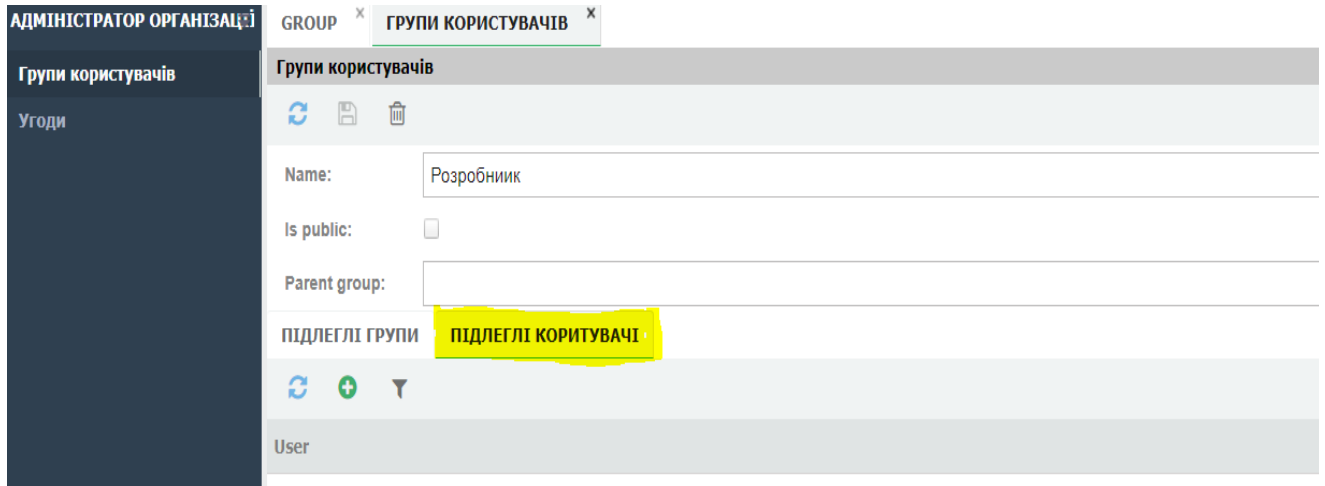 АДМІНІСТРАТОР ОРГАНІЗАЦІЇ
Групи користувачів
Угоди
GROUP x ГРУПИ КОРИСТУВАЧІВ x
Групи користувачів
Name: Розробниик
Is public:
Parent group:
ПІДЛЕГЛІ ГРУПИ ПІДЛЕГЛІ КОРИТУВАЧІ
User